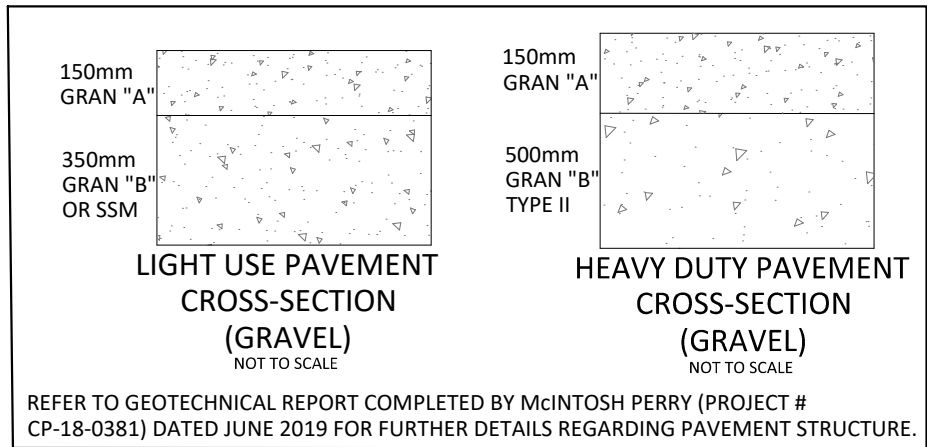 150mm
GRAN "A"
350mm
GRAN "B"
OR SSM
LIGHT USE PAVEMENT
CROSS-SECTION
(GRAVEL)
NOT TO SCALE
150mm
GRAN "A"
500mm
GRAN "B"
TYPE II
HEAVY DUTY PAVEMENT
CROSS-SECTION
(GRAVEL)
NOT TO SCALE
REFER TO GEOTECHNICAL REPORT COMPLETED BY McINTOSH PERRY (PROJECT #
CP-18-0381) DATED JUNE 2019 FOR FURTHER DETAILS REGARDING PAVEMENT STRUCTURE.